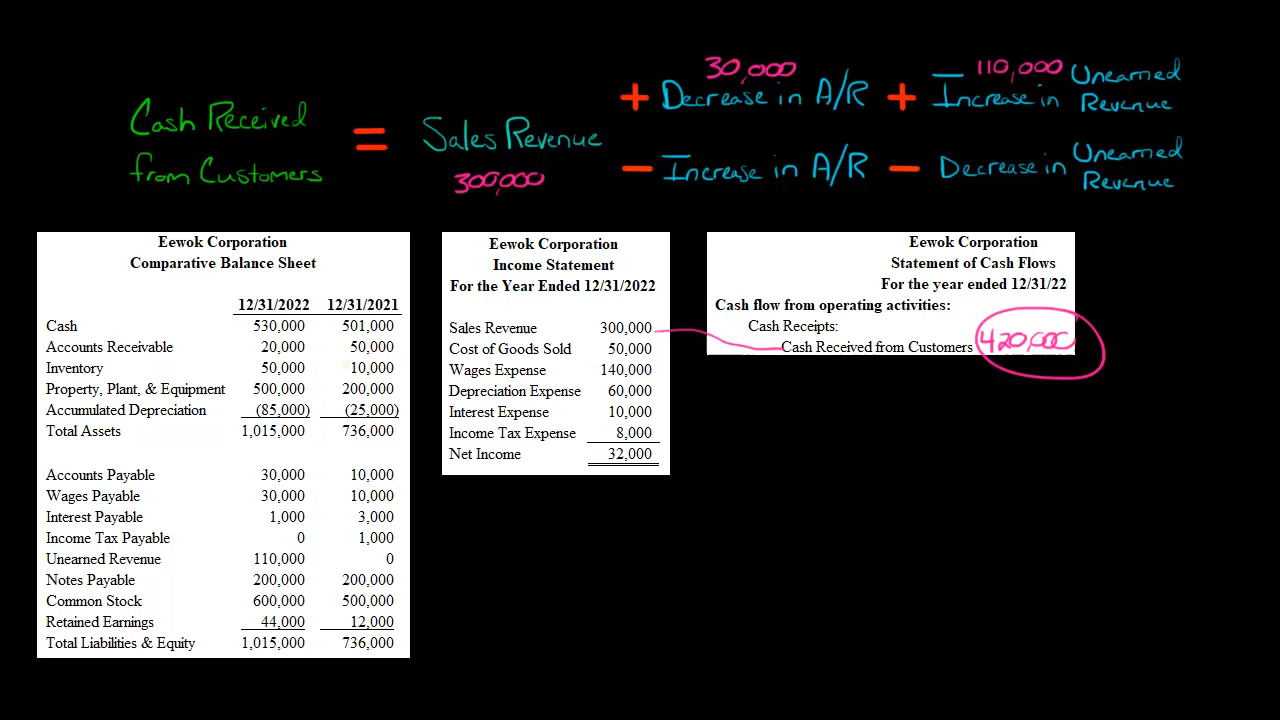 Cash Received
from Customers
=
Sales Revenue
300,000
30,000
+ Decrease in A/R
110,000
+ Increase in Unearned Revenue
- Increase in A/R
- Decrease in Unearned Revenue
Eewok Corporation
Comparative Balance Sheet
12/31/2022 12/31/2021
Cash 530,000 501,000
Accounts Receivable 20,000 0,000
Inventory 50,000 10,000
Property, Plant, & Equipment 500,000 200,000
Accumulated Depreciation (85,000) (25,000)
Total Assets 1,015,000 736,000
Accounts Payable 30,000 10,000
Wages Payable 30,000 10,000
Interest Payable 1,000 3,000
Income Tax Payable 0 1,000
Unearned Revenue 110,000 0
Notes Payable 200,000 200,000
Common Stock 600,000 500,000
Retained Earnings 44,000 12,000
Total Liabilities & Equity 1,015,000 736,000
Eewok Corporation
Income Statement
For the Year Ended 12/31/2022
Sales Revenue 300,000
Cost of Goods Sold 50,000
Wages Expense 140,000
Depreciation Expense 60,000
Interest Expense 10,000
Income Tax Expense 8,000
Net Income 32,000
Eewok Corporation
Statement of Cash Flows
For the year ended 12/31/22
Cash flow from operating activities:
Cash Receipts:
Cash Received from Customers 420,000